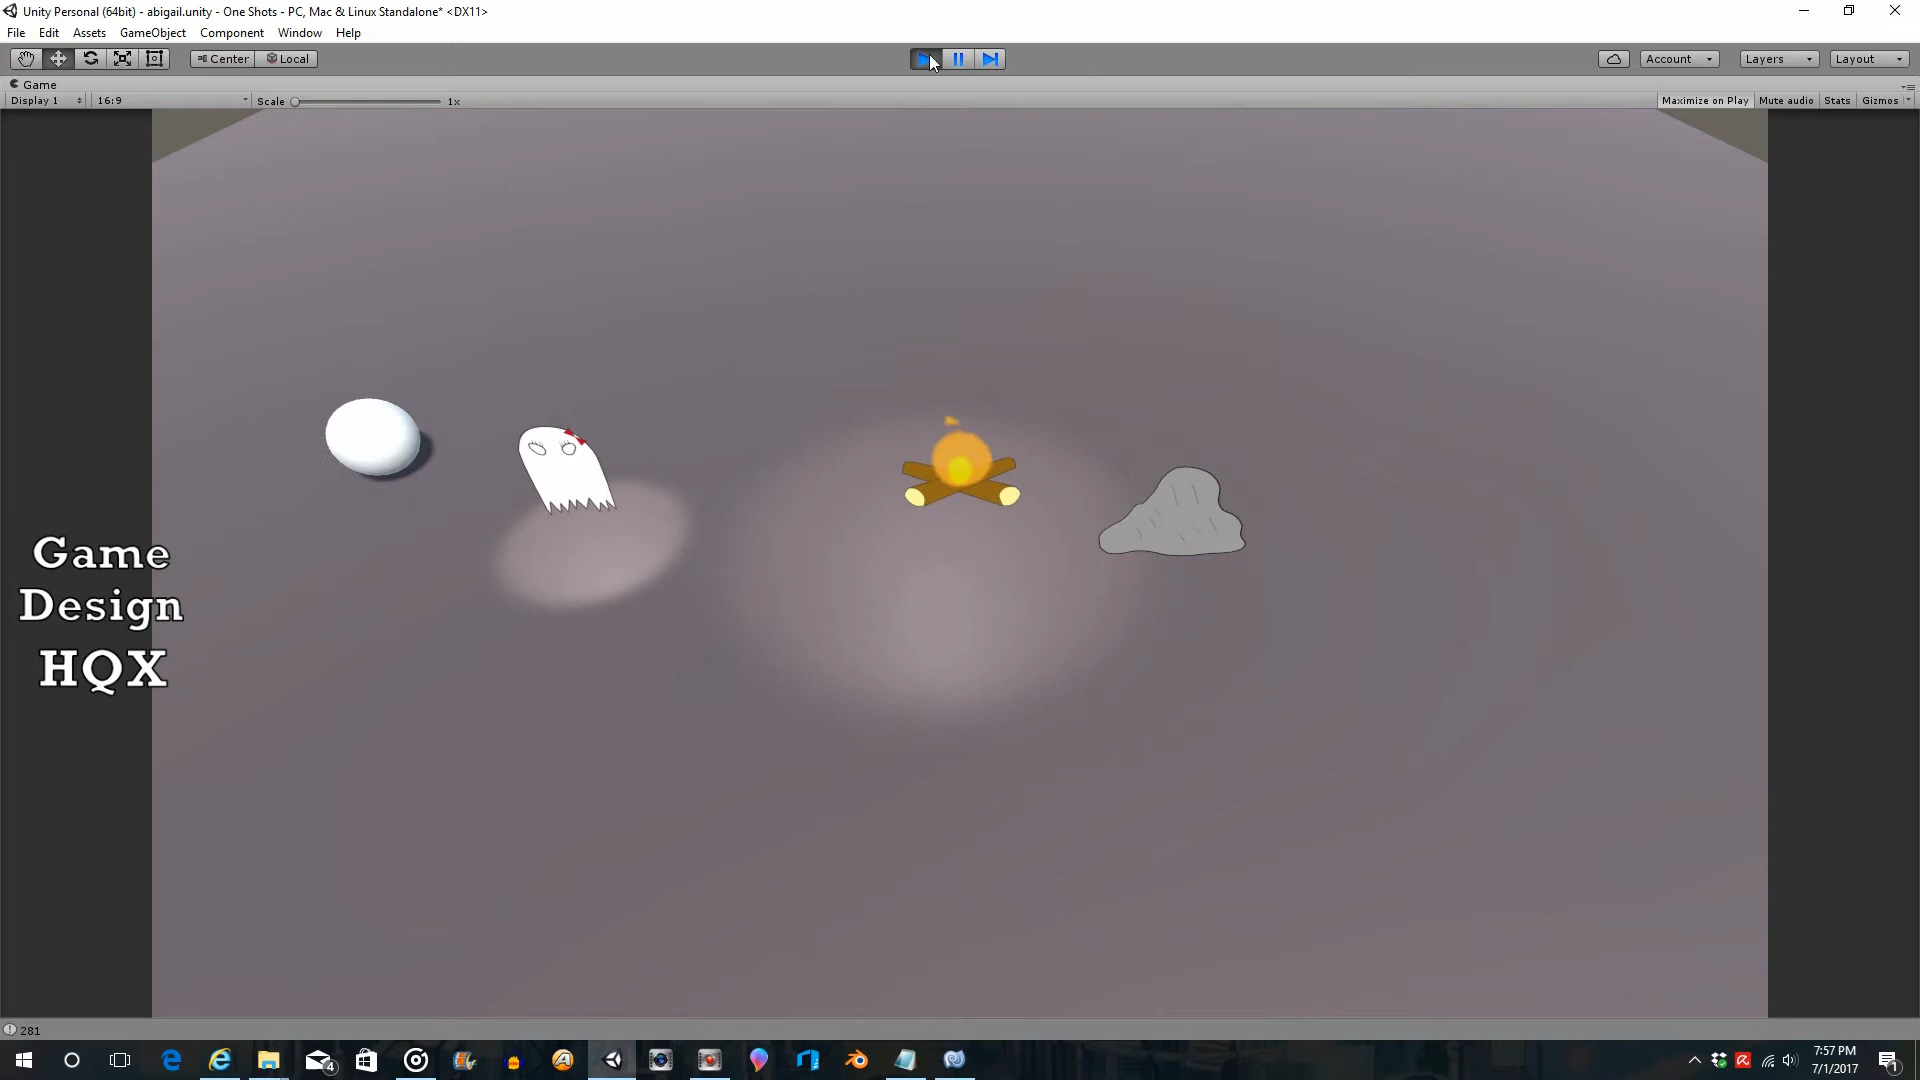 Unity Personal (64bit) - abigail.unity - One Shots - PC, Mac & Linux Standalone* <DX11>
File Edit Assets GameObject Component Window Help
Center Local Account Layers Layout
Game
Display 1 16:9 Scale 1x Maximize on Play Mute audio Stats Gizmos
Game
Design
HQX
281
4
7:57 PM
7/1/2017
1